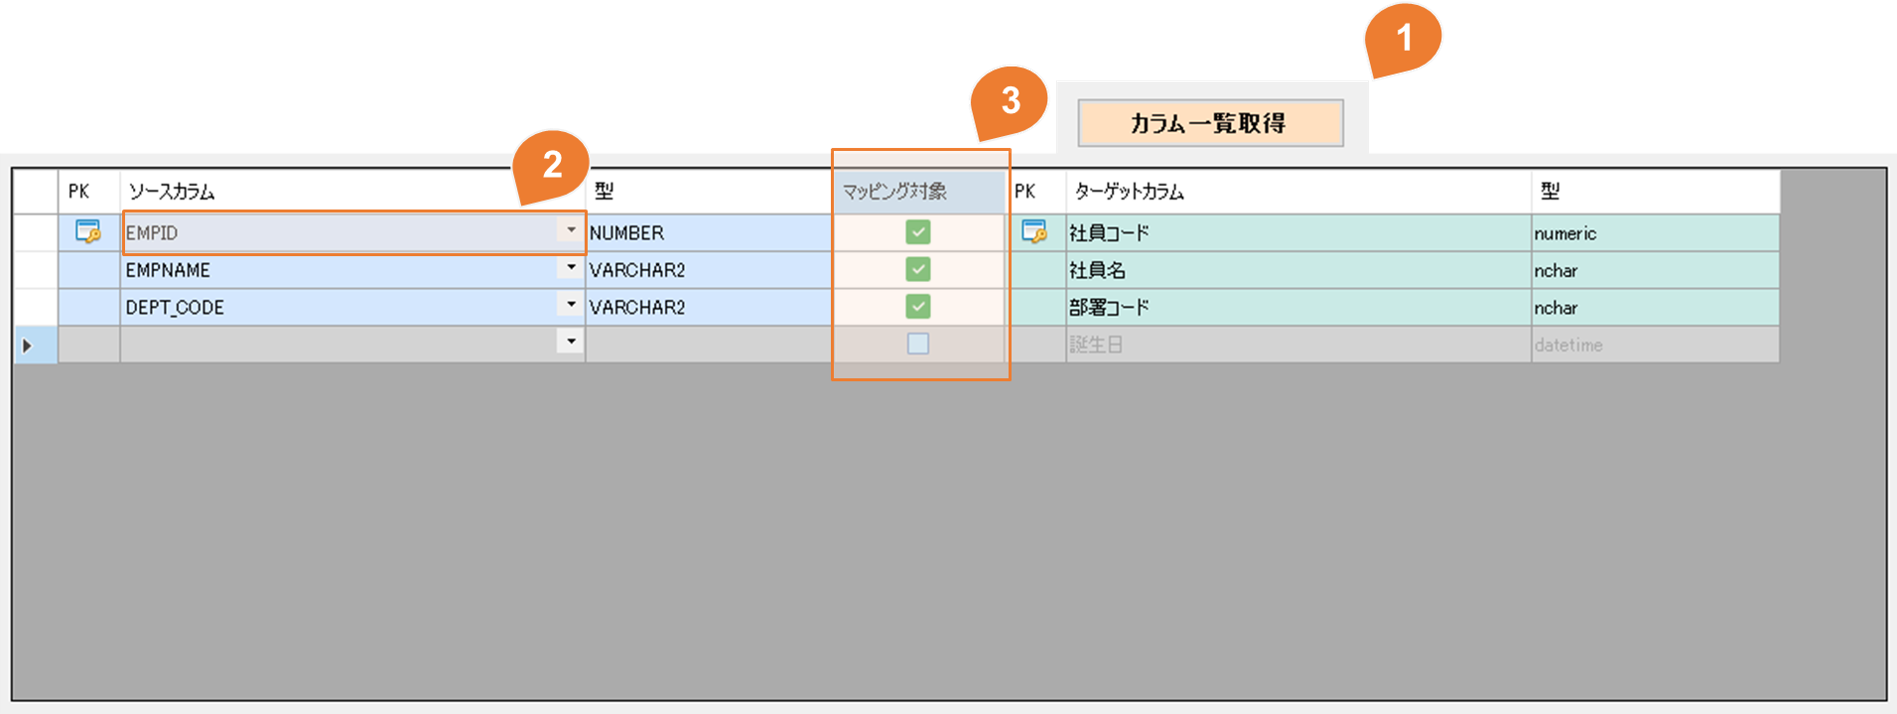 1
3
カラム一覧取得
2
PK ソースカラム 型 マッピング対象 PK ターゲットカラム 型
EMPID NUMBER 社員コード numeric
EMPNAME VARCHAR2 社員名 nchar
DEPT_CODE VARCHAR2 部署コード nchar
誕生日 datetime